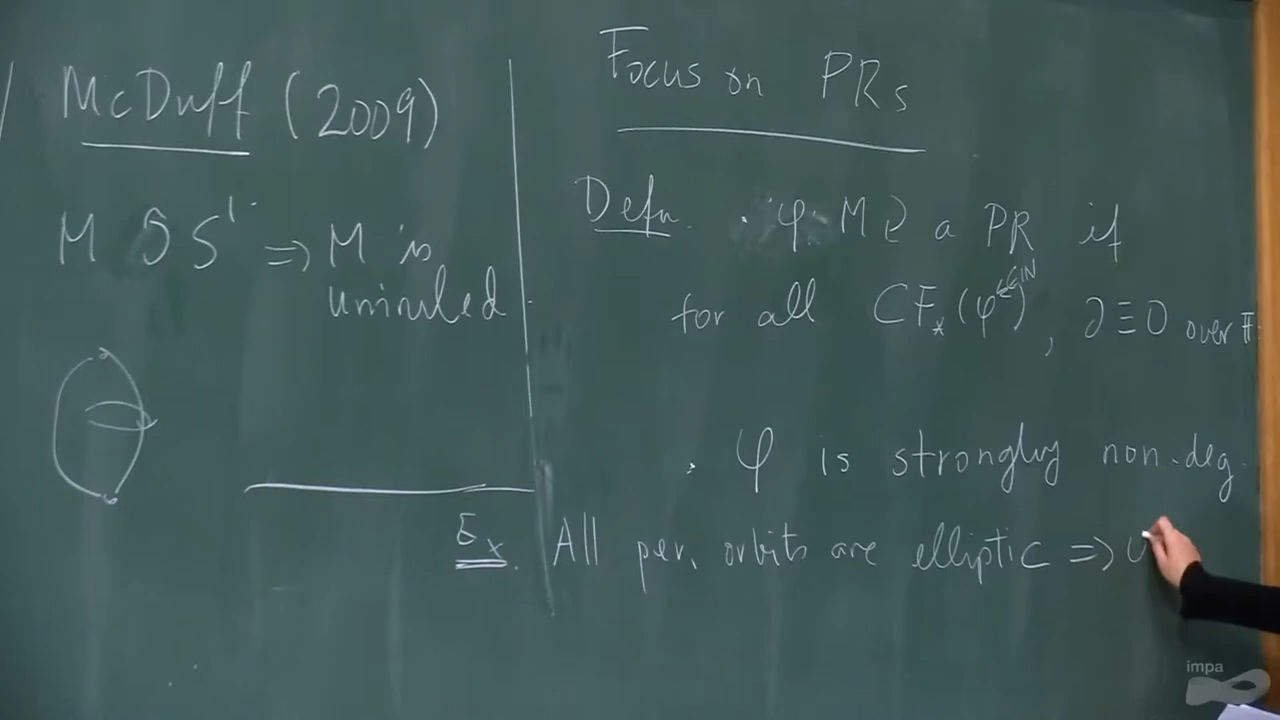 McDuff (2009)
M ↻ S¹ ⇒ M is
uniruled
Focus on PRs
Defn. · φ: M ↻ a PR if
for all CF_*(φ^k), ∂ ≡ 0 over 𝔽
k∈ℕ
· φ is strongly non-deg.
Ex. All per. orbits are elliptic ⇒
impa